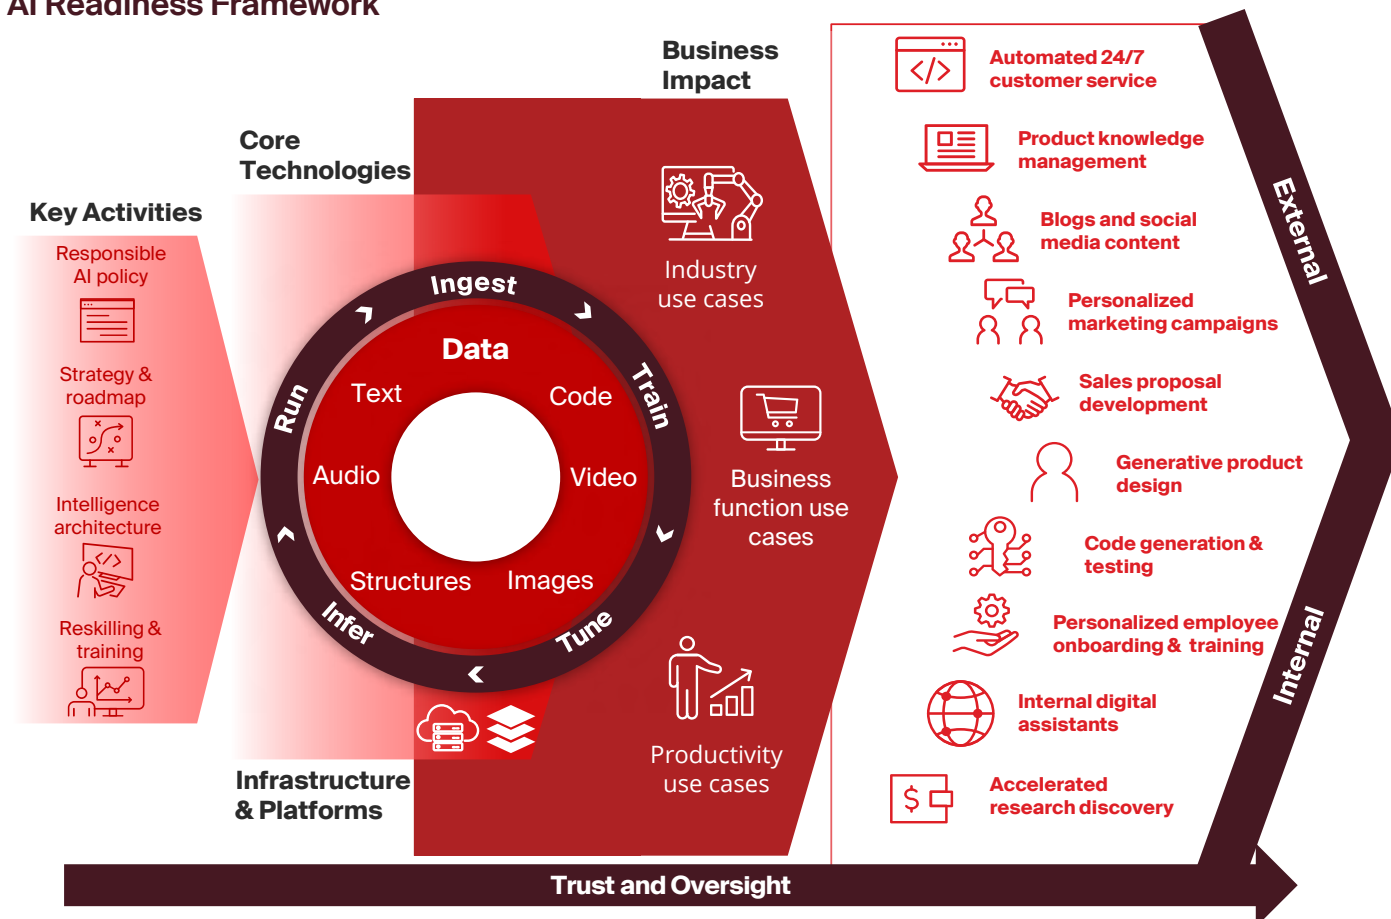 AI Readiness Framework
Key Activities
Responsible
AI policy
Strategy &
roadmap
Intelligence
architecture
Reskilling &
training
Core
Technologies
Ingest
Train
Tune
Infer
Run
Data
Text
Code
Audio
Video
Structures
Images
Infrastructure
& Platforms
Business
Impact
Industry
use cases
Business
function use
cases
Productivity
use cases
Automated 24/7
customer service
Product knowledge
management
Blogs and social
media content
Personalized
marketing campaigns
Sales proposal
development
Generative product
design
Code generation &
testing
Personalized employee
onboarding & training
Internal digital
assistants
Accelerated
research discovery
External
Internal
Trust and Oversight